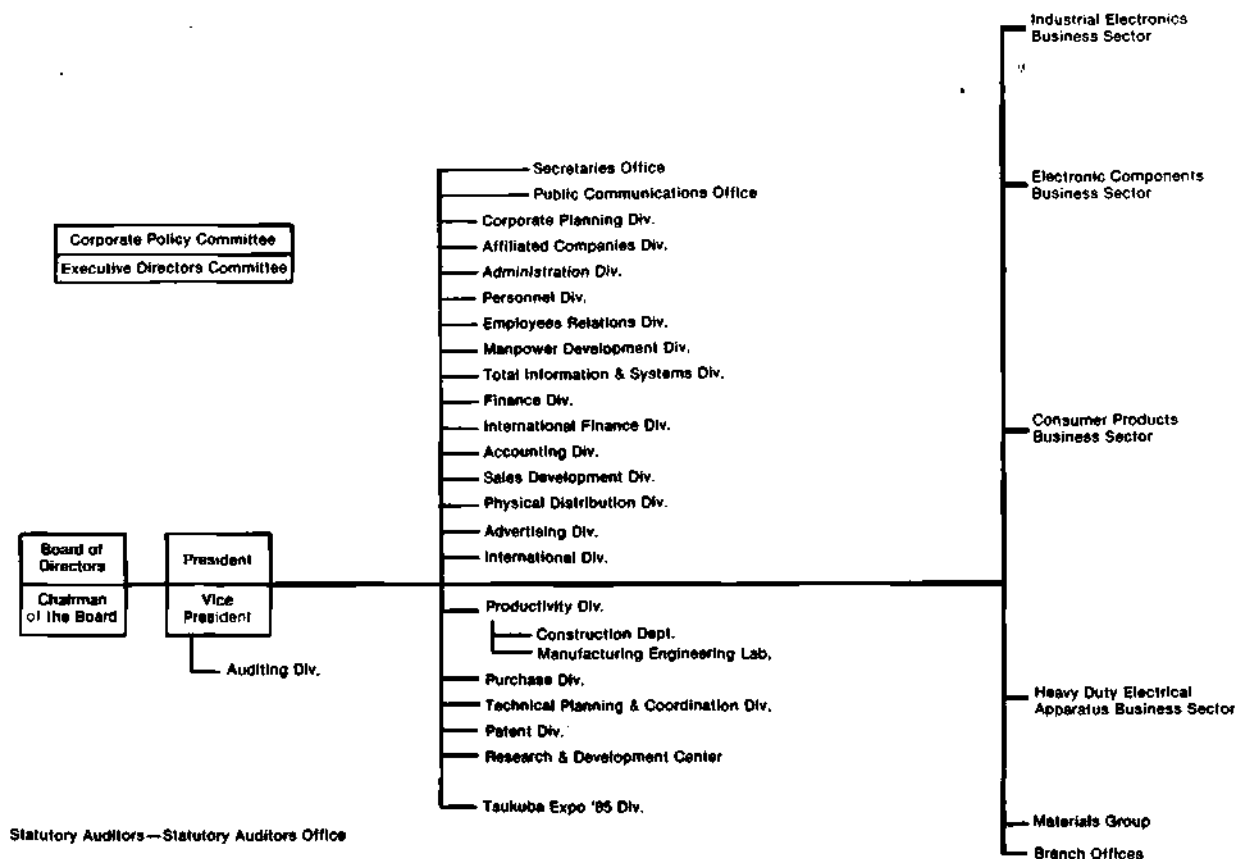 Industrial Electronics
Business Sector
Secretaries Office
Electronic Components
Business Sector
Public Communications Office
Corporate Planning Div.
Corporate Policy Committee
Affiliated Companies Div.
Executive Directors Committee
Administration Div.
Personnel Div.
Employees Relations Div.
Manpower Development Div.
Total Information & Systems Div.
Finance Div.
International Finance Div.
Consumer Products
Business Sector
Accounting Div.
Sales Development Div.
Physical Distribution Div.
Advertising Div.
International Div.
Board of
Directors
Chairman
of the Board
President
Vice
President
Auditing Div.
Productivity Div.
Construction Dept.
Manufacturing Engineering Lab.
Purchase Div.
Technical Planning & Coordination Div.
Patent Div.
Research & Development Center
Tsukuba Expo '85 Div.
Heavy Duty Electrical
Apparatus Business Sector
Materials Group
Branch Offices
Statutory Auditors—Statutory Auditors Office